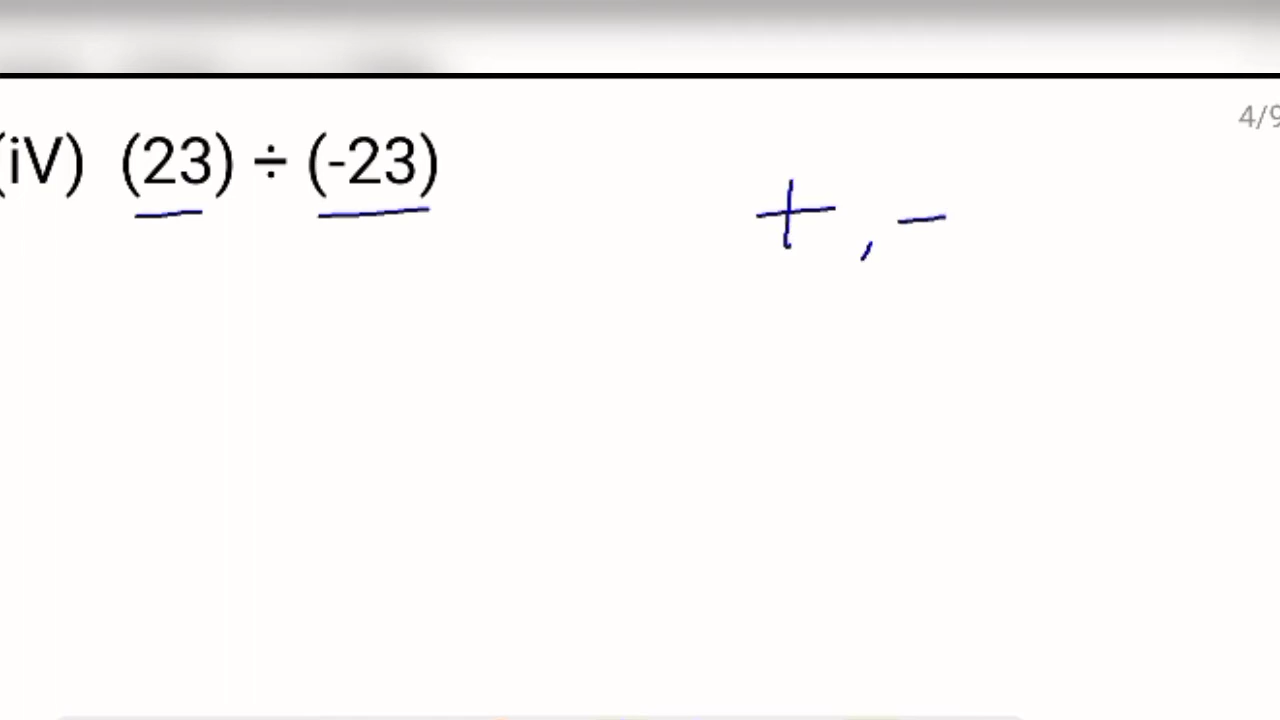 4/9
(iV) (23) ÷ (-23)
+ , -